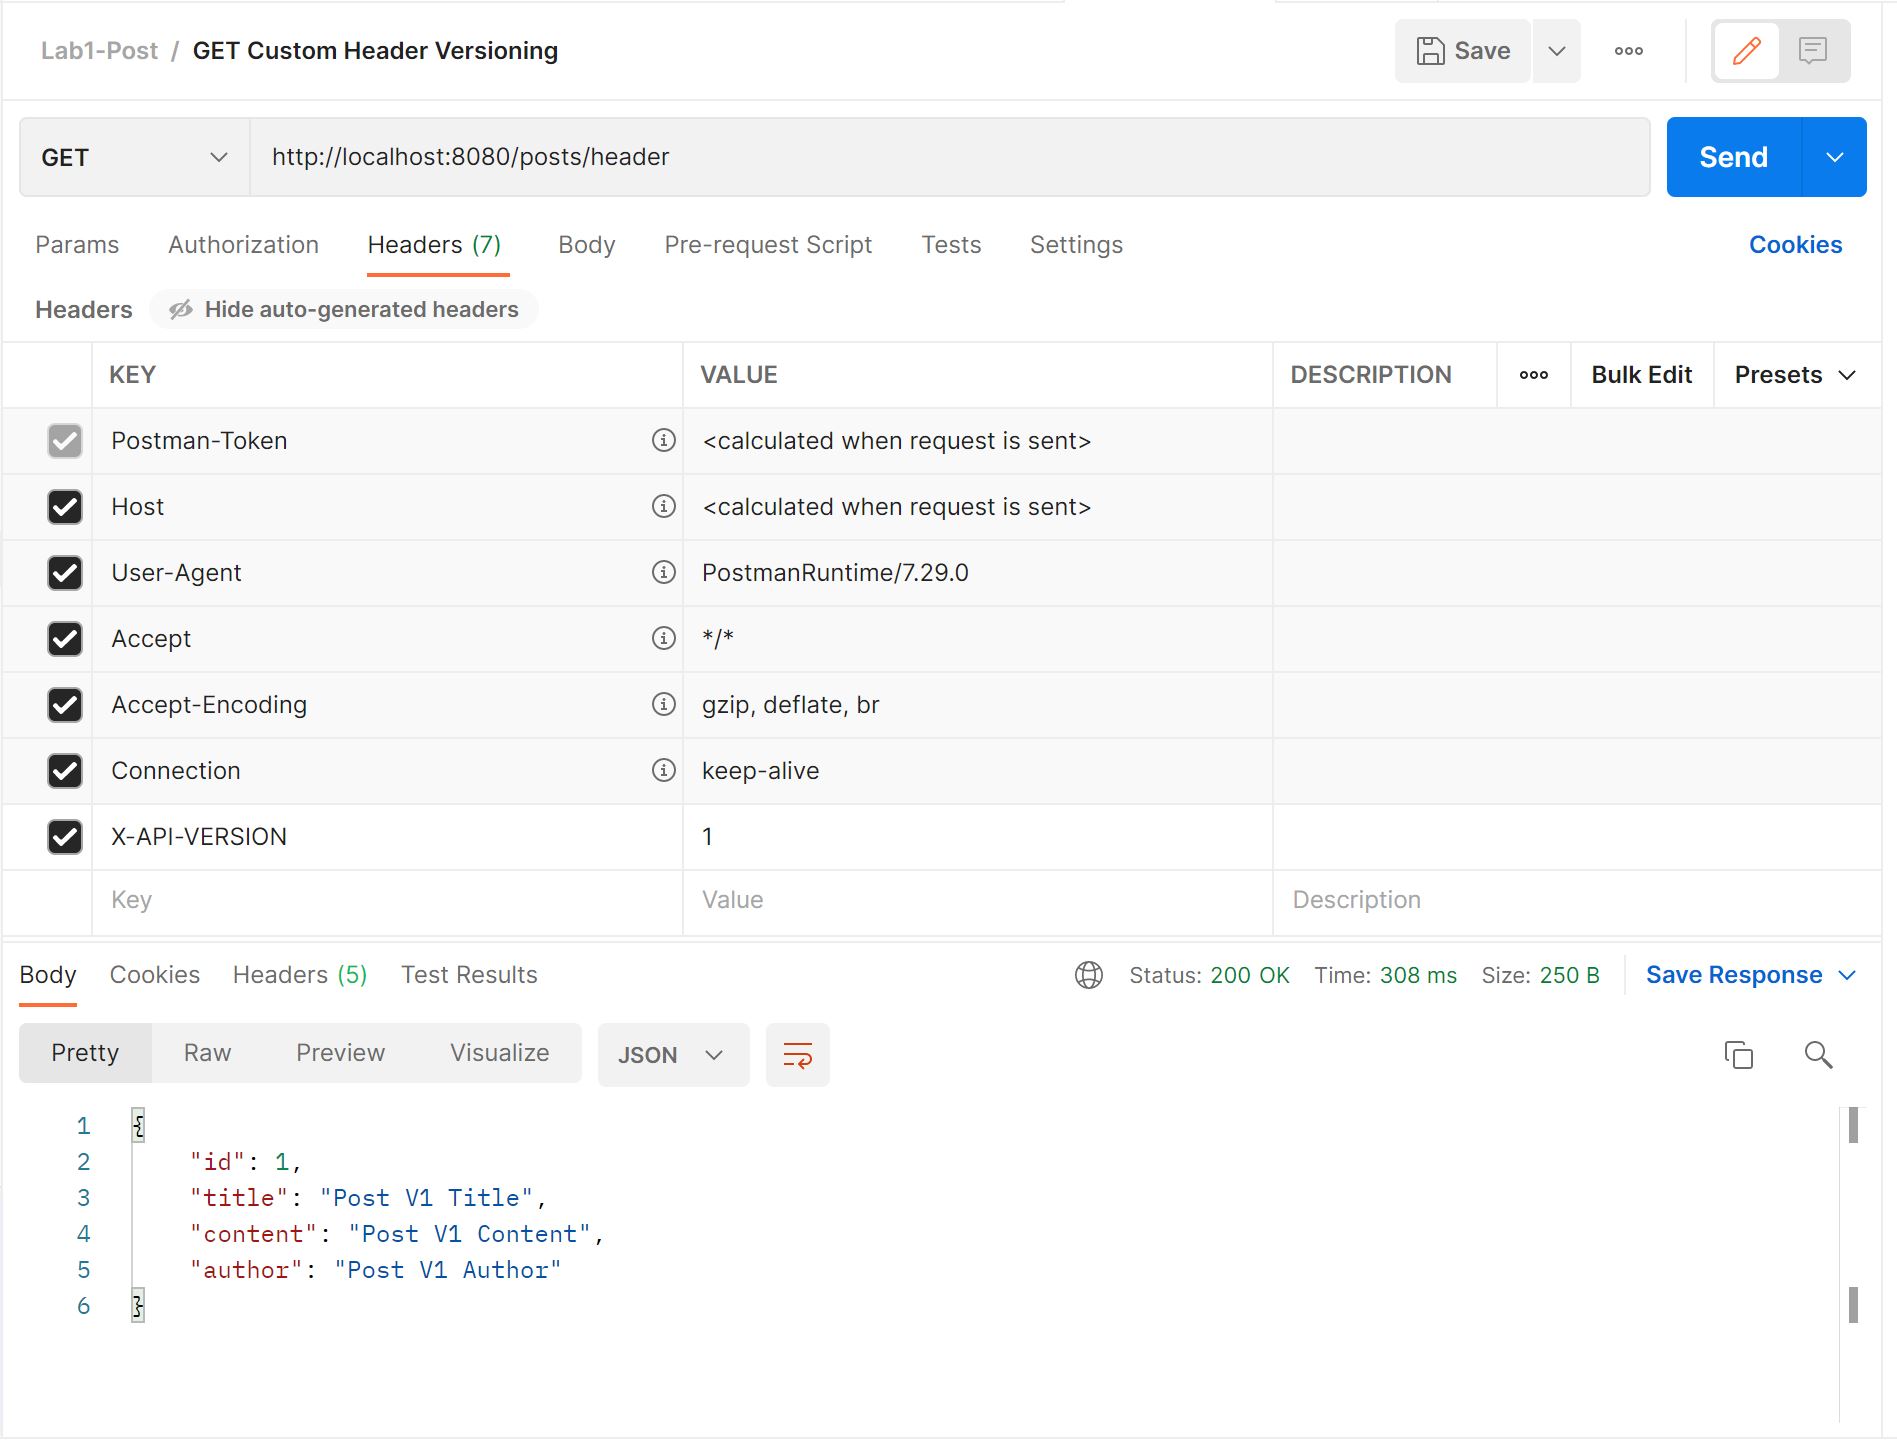 Lab1-Post / GET Custom Header Versioning
Save
GET
http://localhost:8080/posts/header
Send
Params Authorization Headers (7) Body Pre-request Script Tests Settings Cookies
Headers Hide auto-generated headers
KEY VALUE DESCRIPTION Bulk Edit Presets
Postman-Token <calculated when request is sent>
Host <calculated when request is sent>
User-Agent PostmanRuntime/7.29.0
Accept */*
Accept-Encoding gzip, deflate, br
Connection keep-alive
X-API-VERSION 1
Key Value Description
Body Cookies Headers (5) Test Results Status: 200 OK Time: 308 ms Size: 250 B Save Response
Pretty Raw Preview Visualize JSON
1 {
2 "id": 1,
3 "title": "Post V1 Title",
4 "content": "Post V1 Content",
5 "author": "Post V1 Author"
6 }